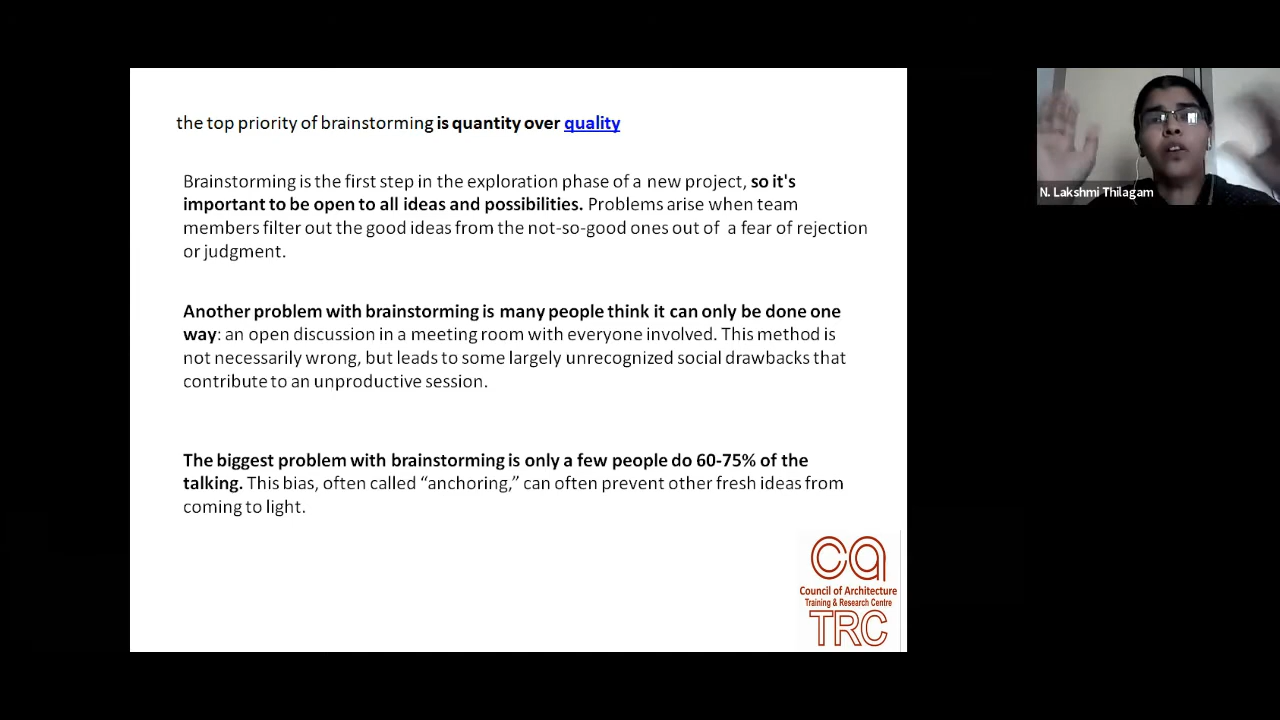 the top priority of brainstorming is quantity over quality
Brainstorming is the first step in the exploration phase of a new project, so it's
important to be open to all ideas and possibilities. Problems arise when team
members filter out the good ideas from the not-so-good ones out of a fear of rejection
or judgment.
Another problem with brainstorming is many people think it can only be done one
way: an open discussion in a meeting room with everyone involved. This method is
not necessarily wrong, but leads to some largely unrecognized social drawbacks that
contribute to an unproductive session.
The biggest problem with brainstorming is only a few people do 60-75% of the
talking. This bias, often called “anchoring,” can often prevent other fresh ideas from
coming to light.
ca
Council of Architecture
Training & Research Centre
TRC
N. Lakshmi Thilagam